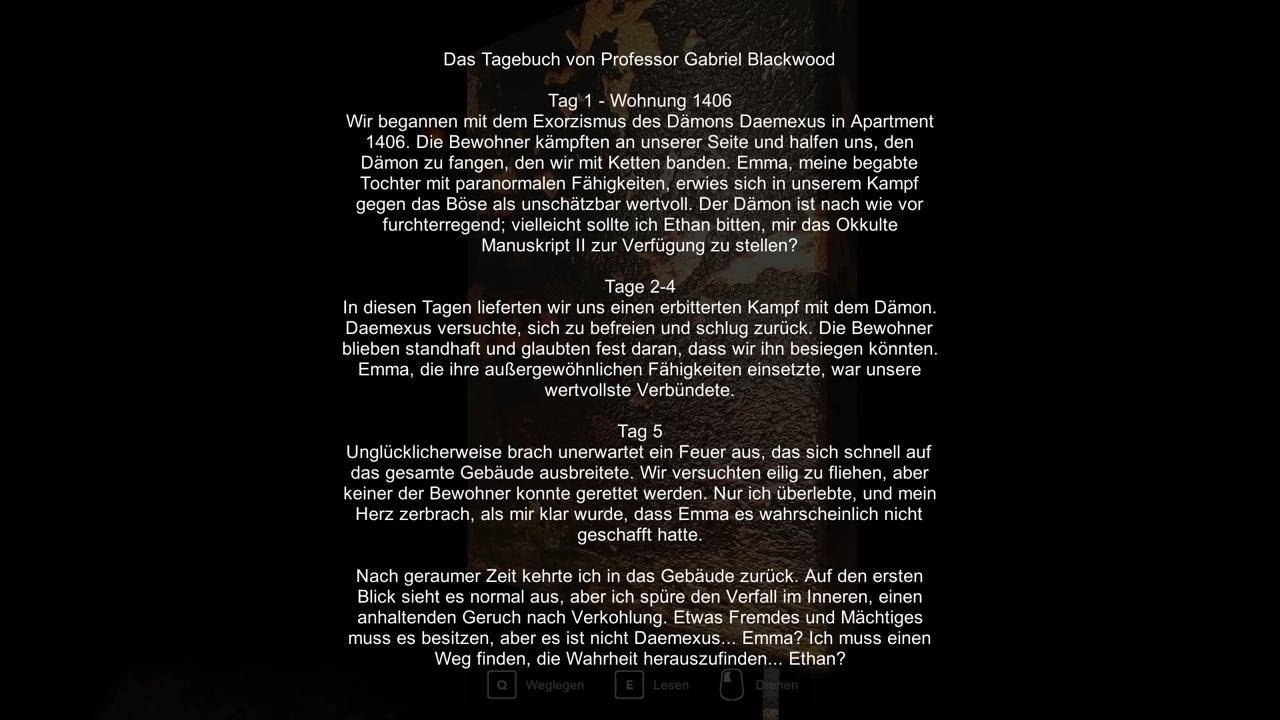 Das Tagebuch von Professor Gabriel Blackwood
Tag 1 - Wohnung 1406
Wir begannen mit dem Exorzismus des Dämons Daemexus in Apartment
1406. Die Bewohner kämpften an unserer Seite und halfen uns, den
Dämon zu fangen, den wir mit Ketten banden. Emma, meine begabte
Tochter mit paranormalen Fähigkeiten, erwies sich in unserem Kampf
gegen das Böse als unschätzbar wertvoll. Der Dämon ist nach wie vor
furchterregend; vielleicht sollte ich Ethan bitten, mir das Okkulte
Manuskript II zur Verfügung zu stellen?
Tage 2-4
In diesen Tagen lieferten wir uns einen erbitterten Kampf mit dem Dämon.
Daemexus versuchte, sich zu befreien und schlug zurück. Die Bewohner
blieben standhaft und glaubten fest daran, dass wir ihn besiegen könnten.
Emma, die ihre außergewöhnlichen Fähigkeiten einsetzte, war unsere
wertvollste Verbündete.
Tag 5
Unglücklicherweise brach unerwartet ein Feuer aus, das sich schnell auf
das gesamte Gebäude ausbreitete. Wir versuchten eilig zu fliehen, aber
keiner der Bewohner konnte gerettet werden. Nur ich überlebte, und mein
Herz zerbrach, als mir klar wurde, dass Emma es wahrscheinlich nicht
geschafft hatte.
Nach geraumer Zeit kehrte ich in das Gebäude zurück. Auf den ersten
Blick sieht es normal aus, aber ich spüre den Verfall im Inneren, einen
anhaltenden Geruch nach Verkohlung. Etwas Fremdes und Mächtiges
muss es besitzen, aber es ist nicht Daemexus... Emma? Ich muss einen
Weg finden, die Wahrheit herauszufinden... Ethan?
Q Weglegen E Lesen Drehen